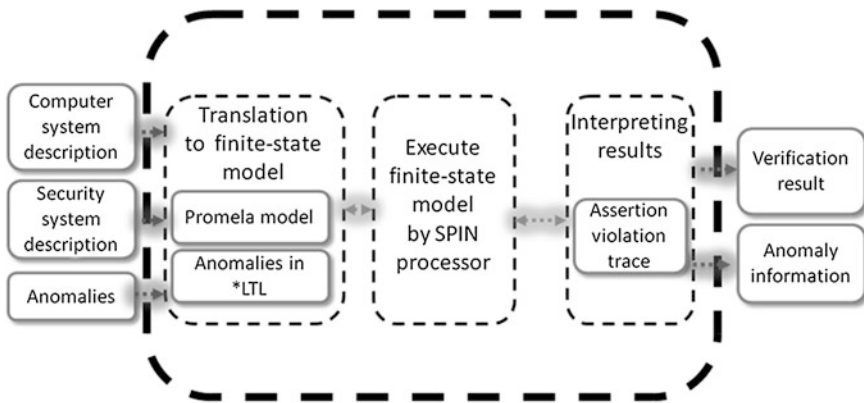 Computer
system
description
Security
system
description
Anomalies
Translation
to finite-state
model
Promela model
Anomalies in
*LTL
Execute
finite-state
model
by SPIN
processor
Interpreting
results
Assertion
violation
trace
Verification
result
Anomaly
information